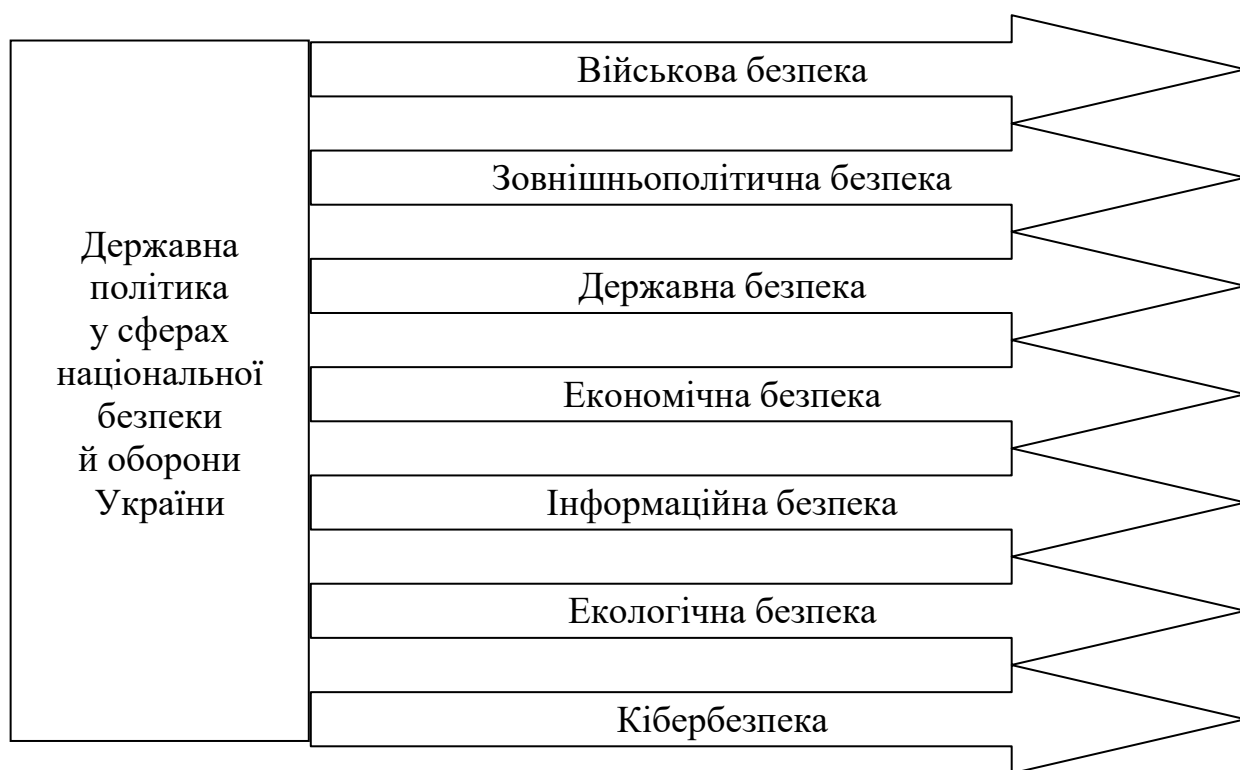 Державна
політика
у сферах
національної
безпеки
й оборони
України
Військова безпека
Зовнішньополітична безпека
Державна безпека
Економічна безпека
Інформаційна безпека
Екологічна безпека
Кібербезпека